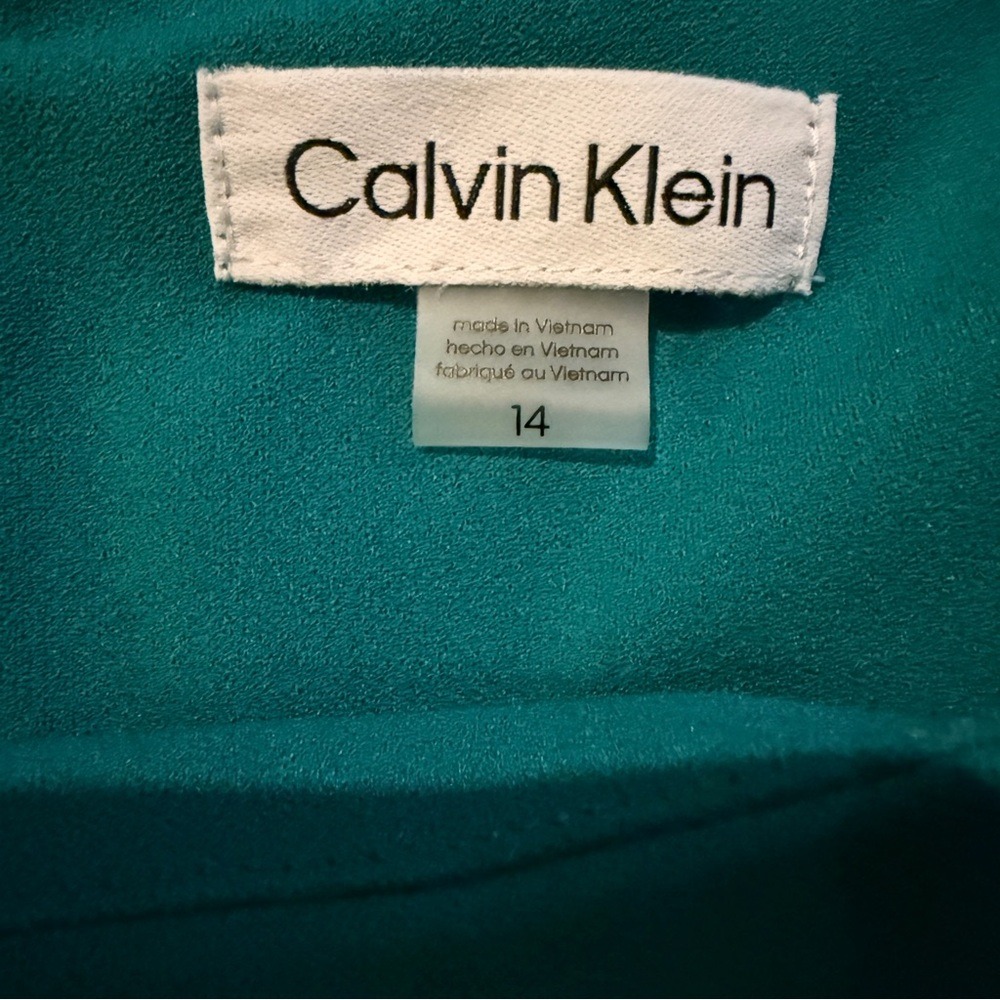 Calvin Klein
made in Vietnam
hecho en Vietnam
fabriqué au Vietnam
14